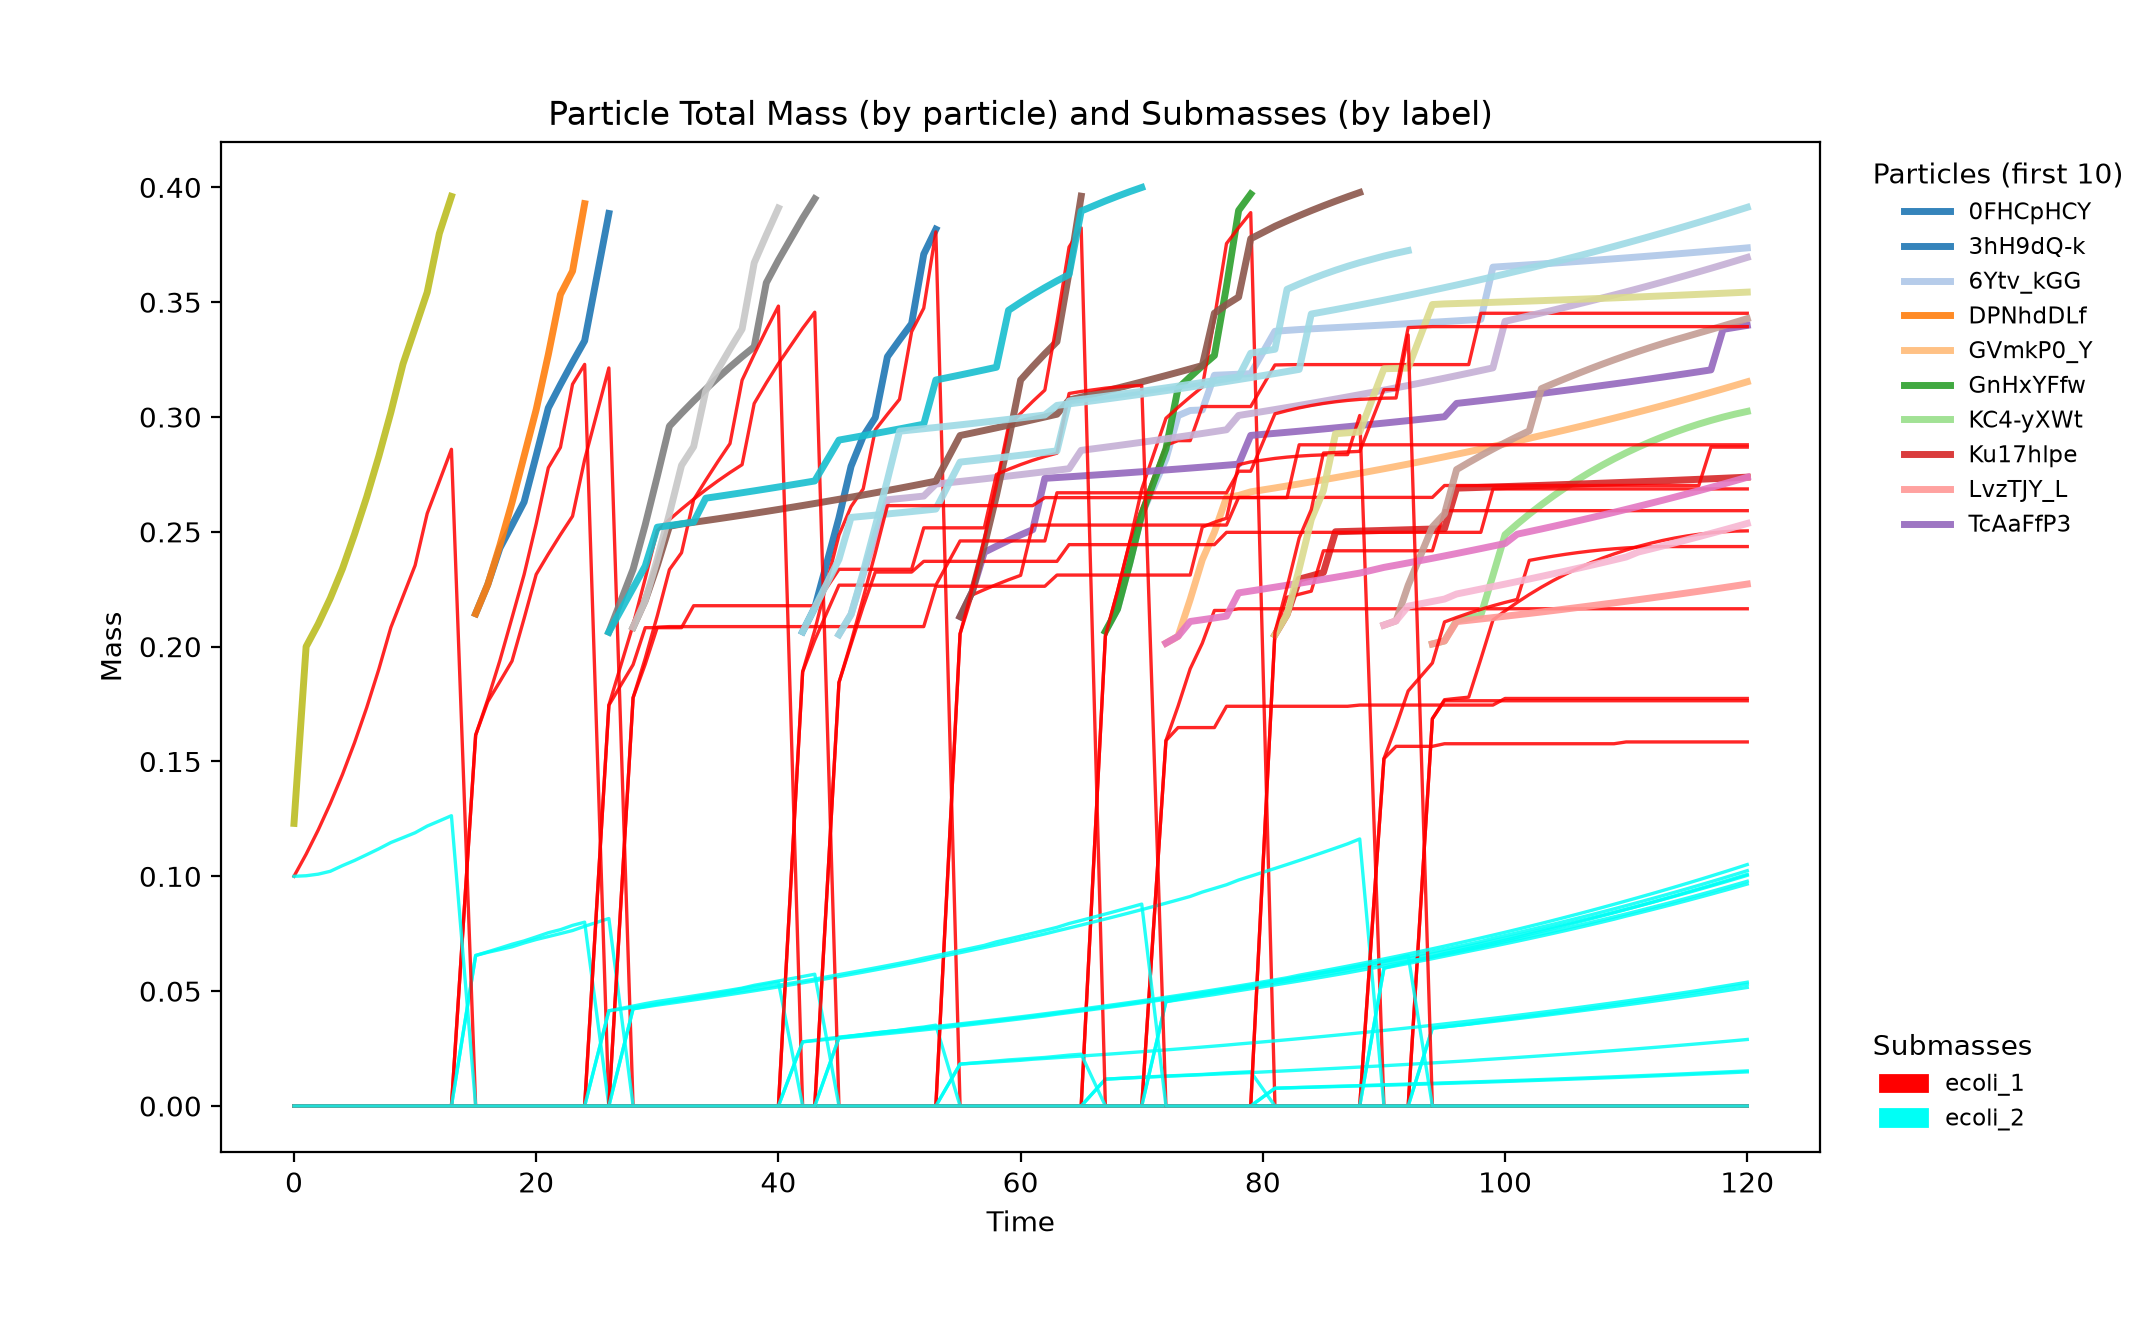 Particle Total Mass (by particle) and Submasses (by label)
Mass
0.40
0.35
0.30
0.25
0.20
0.15
0.10
0.05
0.00
0 20 40 60 80 100 120
Time
Particles (first 10)
0FHCpHCY
3hH9dQ-k
6Ytv_kGG
DPNhdDLf
GVmkP0_Y
GnHxYFfw
KC4-yXWt
Ku17hIpe
LvzTJY_L
TcAaFfP3
Submasses
ecoli_1
ecoli_2